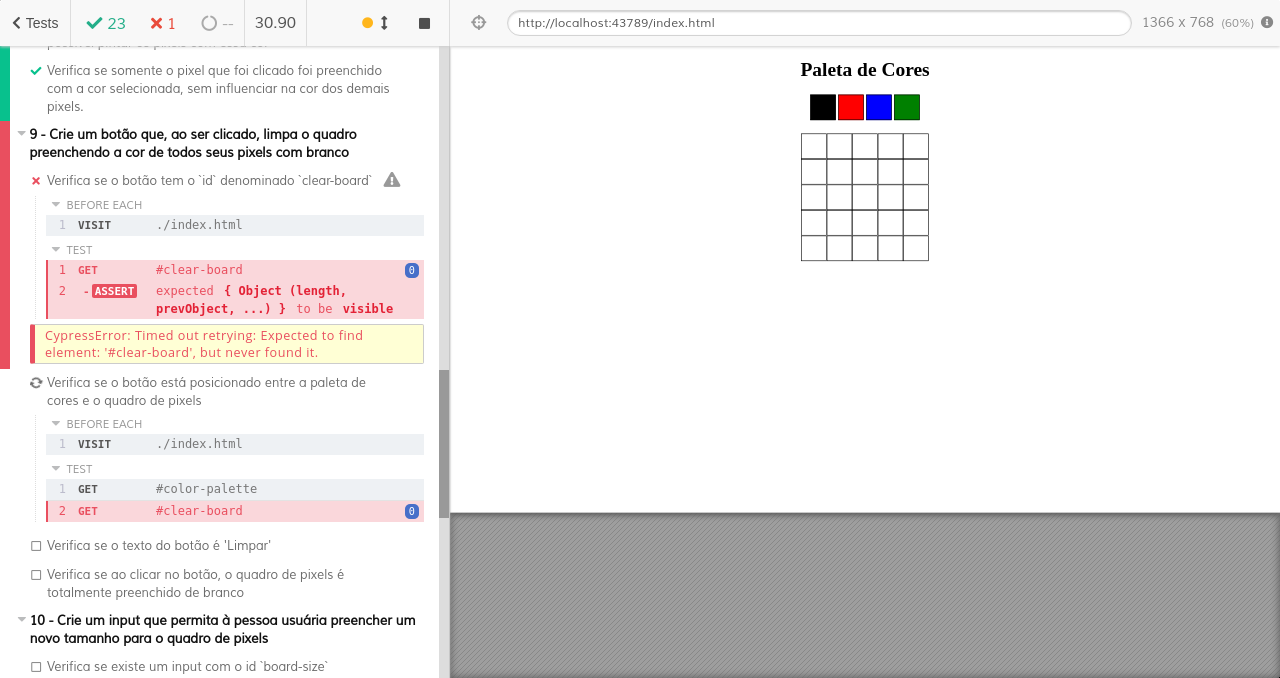 Tests
23
1
--
30.90
http://localhost:43789/index.html
1366 x 768 (60%)
Verifica se somente o pixel que foi clicado foi preenchido
com a cor selecionada, sem influenciar na cor dos demais
pixels.
9 - Crie um botão que, ao ser clicado, limpa o quadro
preenchendo a cor de todos seus pixels com branco
Verifica se o botão tem o `id` denominado `clear-board`
BEFORE EACH
1 VISIT ./index.html
TEST
1 GET #clear-board 0
2 -ASSERT expected { Object (length,
prevObject, ...) } to be visible
CypressError: Timed out retrying: Expected to find
element: '#clear-board', but never found it.
Verifica se o botão está posicionado entre a paleta de
cores e o quadro de pixels
BEFORE EACH
1 VISIT ./index.html
TEST
1 GET #color-palette
2 GET #clear-board 0
Verifica se o texto do botão é 'Limpar'
Verifica se ao clicar no botão, o quadro de pixels é
totalmente preenchido de branco
10 - Crie um input que permita à pessoa usuária preencher um
novo tamanho para o quadro de pixels
Verifica se existe um input com o id `board-size`
Paleta de Cores